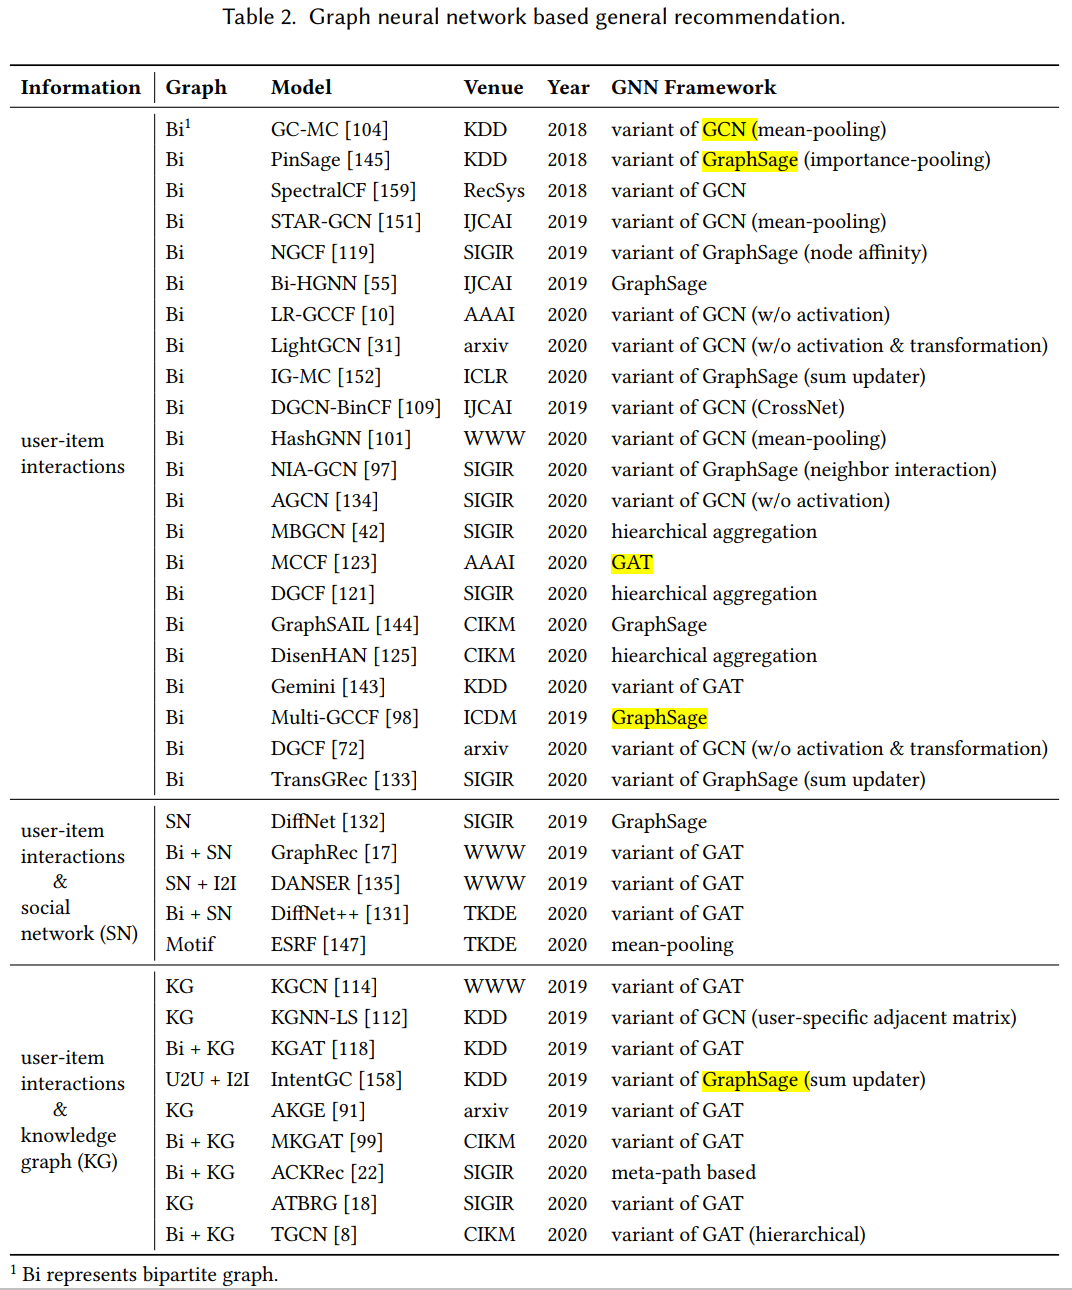 Table 2. Graph neural network based general recommendation.
Information Graph Model Venue Year GNN Framework
user-item
interactions
Bi¹ GC-MC [104] KDD 2018 variant of GCN (mean-pooling)
Bi PinSage [145] KDD 2018 variant of GraphSage (importance-pooling)
Bi SpectralCF [159] RecSys 2018 variant of GCN
Bi STAR-GCN [151] IJCAI 2019 variant of GCN (mean-pooling)
Bi NGCF [119] SIGIR 2019 variant of GraphSage (node affinity)
Bi Bi-HGNN [55] IJCAI 2019 GraphSage
Bi LR-GCCF [10] AAAI 2020 variant of GCN (w/o activation)
Bi LightGCN [31] arxiv 2020 variant of GCN (w/o activation & transformation)
Bi IG-MC [152] ICLR 2020 variant of GraphSage (sum updater)
Bi DGCN-BinCF [109] IJCAI 2019 variant of GCN (CrossNet)
Bi HashGNN [101] WWW 2020 variant of GCN (mean-pooling)
Bi NIA-GCN [97] SIGIR 2020 variant of GraphSage (neighbor interaction)
Bi AGCN [134] SIGIR 2020 variant of GCN (w/o activation)
Bi MBGCN [42] SIGIR 2020 hiearchical aggregation
Bi MCCF [123] AAAI 2020 GAT
Bi DGCF [121] SIGIR 2020 hiearchical aggregation
Bi GraphSAIL [144] CIKM 2020 GraphSage
Bi DisenHAN [125] CIKM 2020 hiearchical aggregation
Bi Gemini [143] KDD 2020 variant of GAT
Bi Multi-GCCF [98] ICDM 2019 GraphSage
Bi DGCF [72] arxiv 2020 variant of GCN (w/o activation & transformation)
Bi TransGRec [133] SIGIR 2020 variant of GraphSage (sum updater)
user-item
interactions
&
social
network (SN)
SN DiffNet [132] SIGIR 2019 GraphSage
Bi + SN GraphRec [17] WWW 2019 variant of GAT
SN + I2I DANSER [135] WWW 2019 variant of GAT
Bi + SN DiffNet++ [131] TKDE 2020 variant of GAT
Motif ESRF [147] TKDE 2020 mean-pooling
user-item
interactions
&
knowledge
graph (KG)
KG KGCN [114] WWW 2019 variant of GAT
KG KGNN-LS [112] KDD 2019 variant of GCN (user-specific adjacent matrix)
Bi + KG KGAT [118] KDD 2019 variant of GAT
U2U + I2I IntentGC [158] KDD 2019 variant of GraphSage (sum updater)
KG AKGE [91] arxiv 2019 variant of GAT
Bi + KG MKGAT [99] CIKM 2020 variant of GAT
Bi + KG ACKRec [22] SIGIR 2020 meta-path based
KG ATBRG [18] SIGIR 2020 variant of GAT
Bi + KG TGCN [8] CIKM 2020 variant of GAT (hierarchical)
¹ Bi represents bipartite graph.